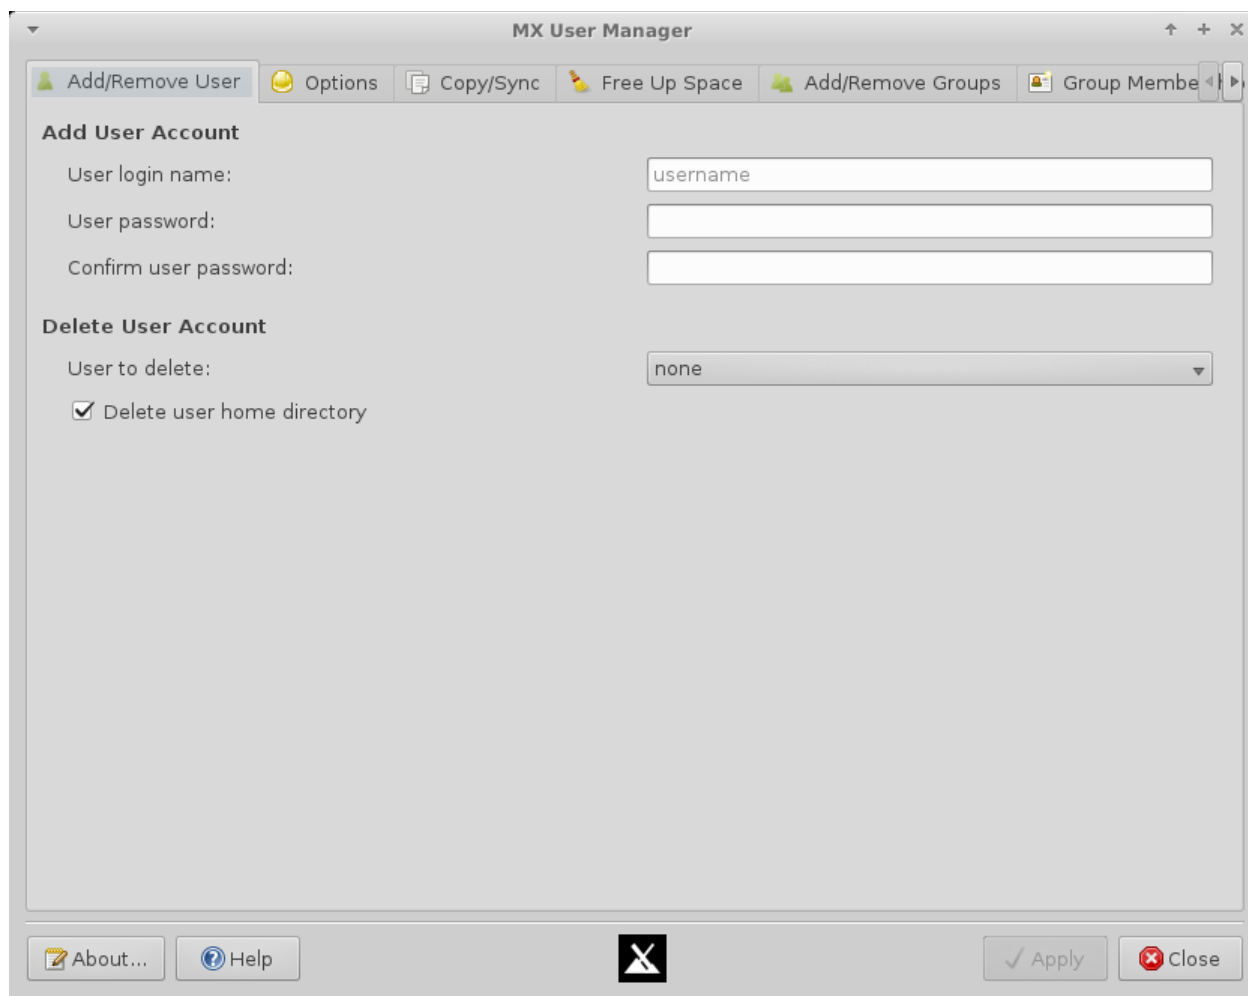 MX User Manager
Add/Remove User Options Copy/Sync Free Up Space Add/Remove Groups Group Membe
Add User Account
User login name: username
User password:
Confirm user password:
Delete User Account
User to delete: none
Delete user home directory
About... Help Apply Close